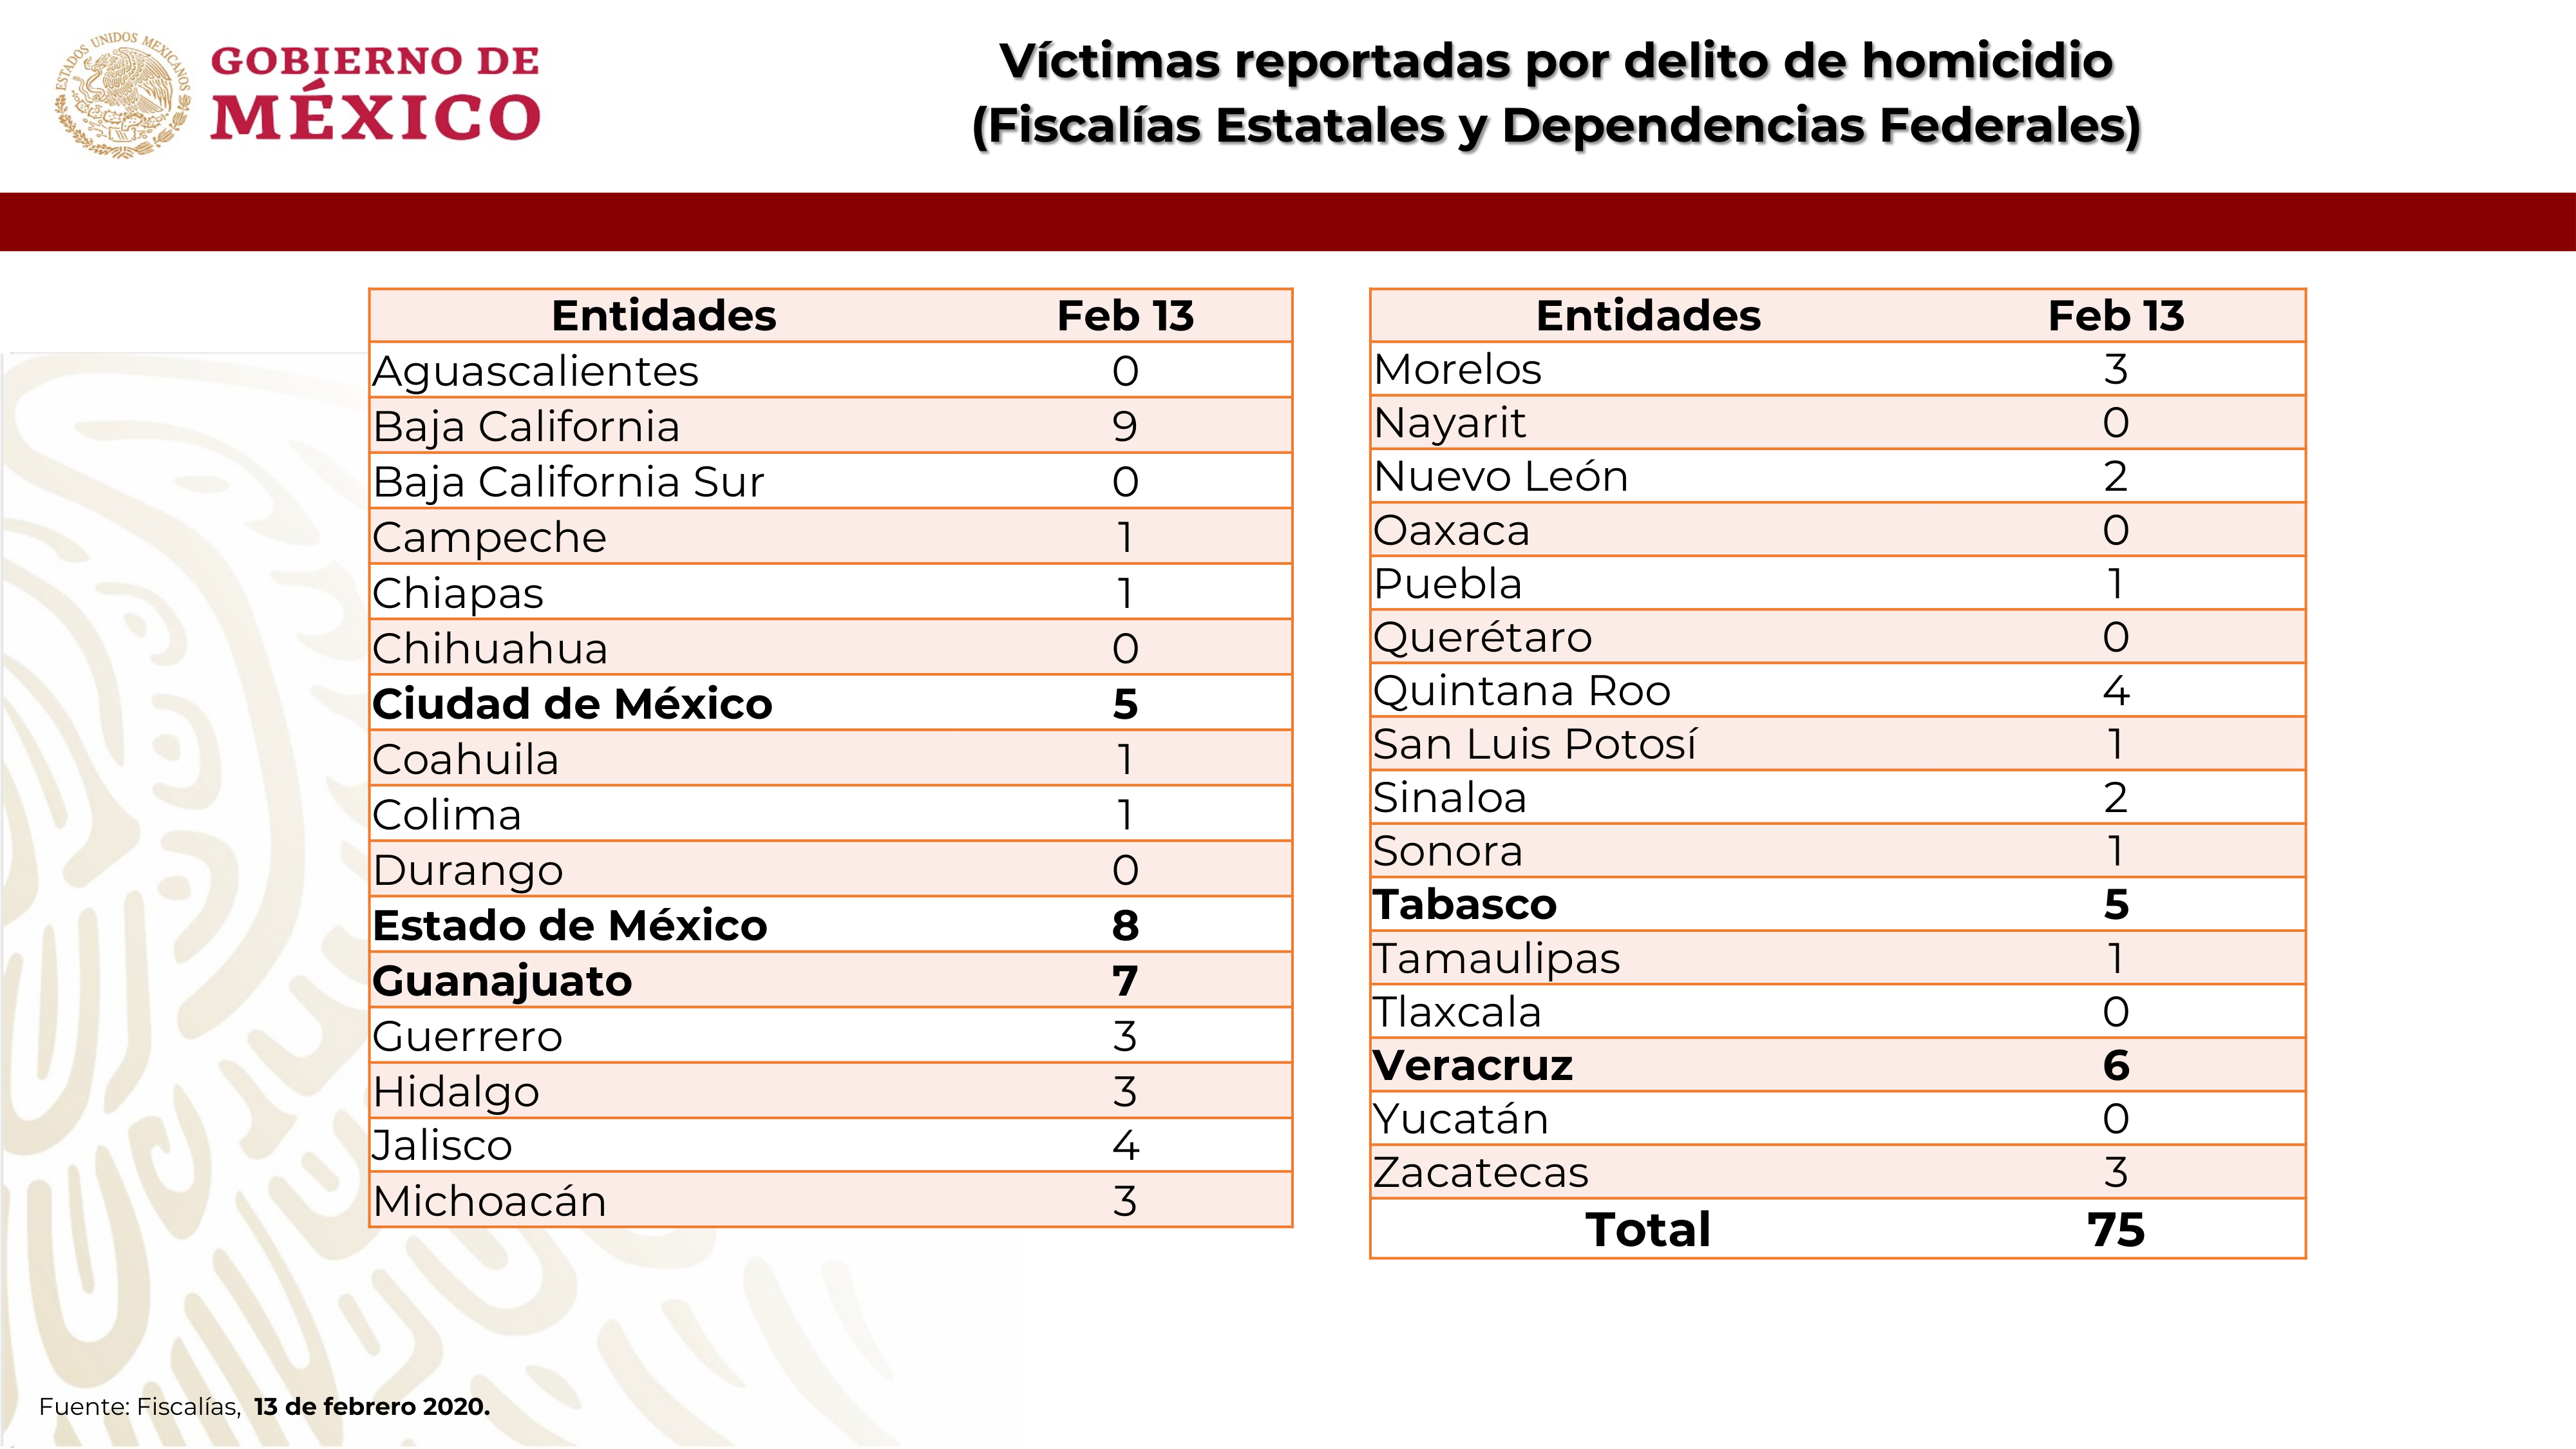 ESTADOS UNIDOS MEXICANOS
GOBIERNO DE
MÉXICO
Víctimas reportadas por delito de homicidio
(Fiscalías Estatales y Dependencias Federales)
Entidades Feb 13
Aguascalientes 0
Baja California 9
Baja California Sur 0
Campeche 1
Chiapas 1
Chihuahua 0
Ciudad de México 5
Coahuila 1
Colima 1
Durango 0
Estado de México 8
Guanajuato 7
Guerrero 3
Hidalgo 3
Jalisco 4
Michoacán 3
Entidades Feb 13
Morelos 3
Nayarit 0
Nuevo León 2
Oaxaca 0
Puebla 1
Querétaro 0
Quintana Roo 4
San Luis Potosí 1
Sinaloa 2
Sonora 1
Tabasco 5
Tamaulipas 1
Tlaxcala 0
Veracruz 6
Yucatán 0
Zacatecas 3
Total 75
Fuente: Fiscalías, 13 de febrero 2020.